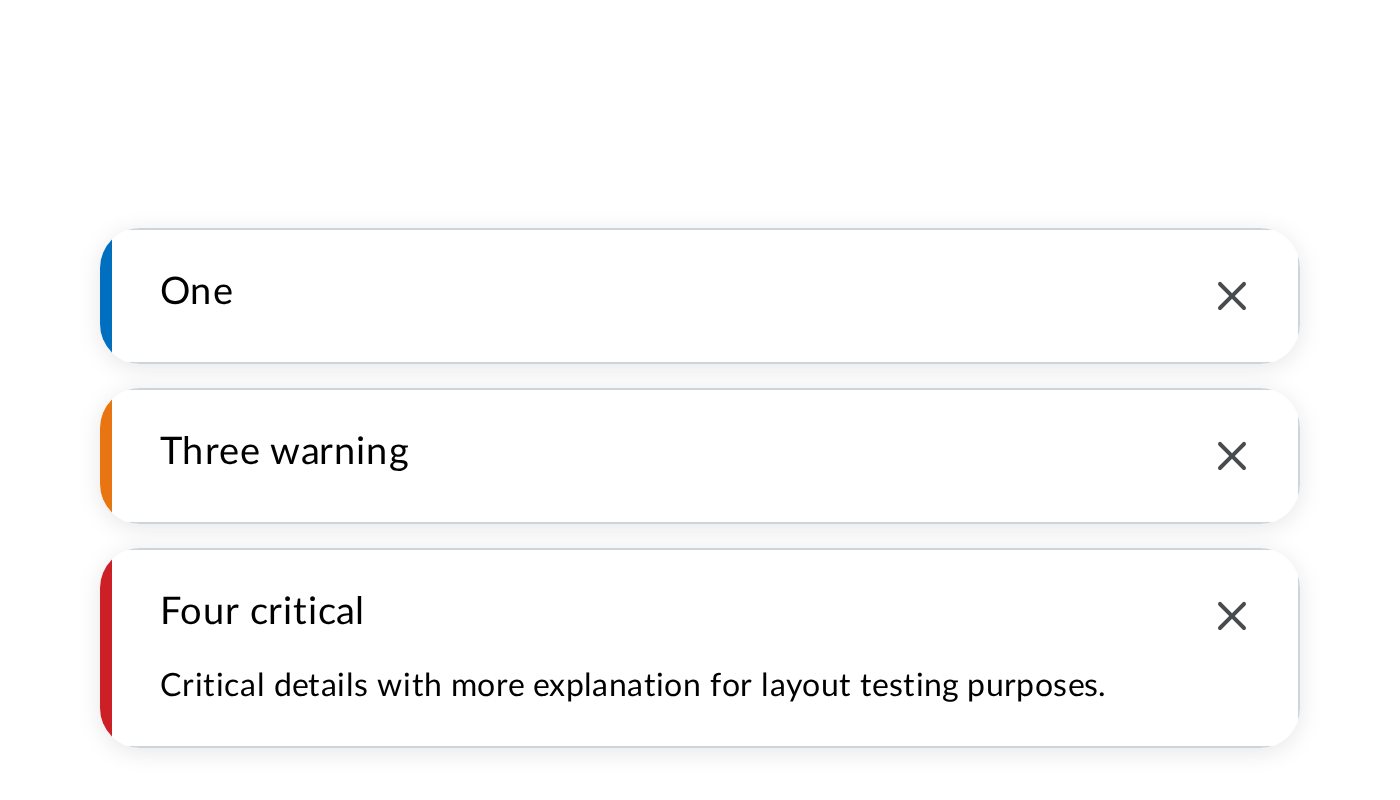 One
Three warning
Four critical
Critical details with more explanation for layout testing purposes.